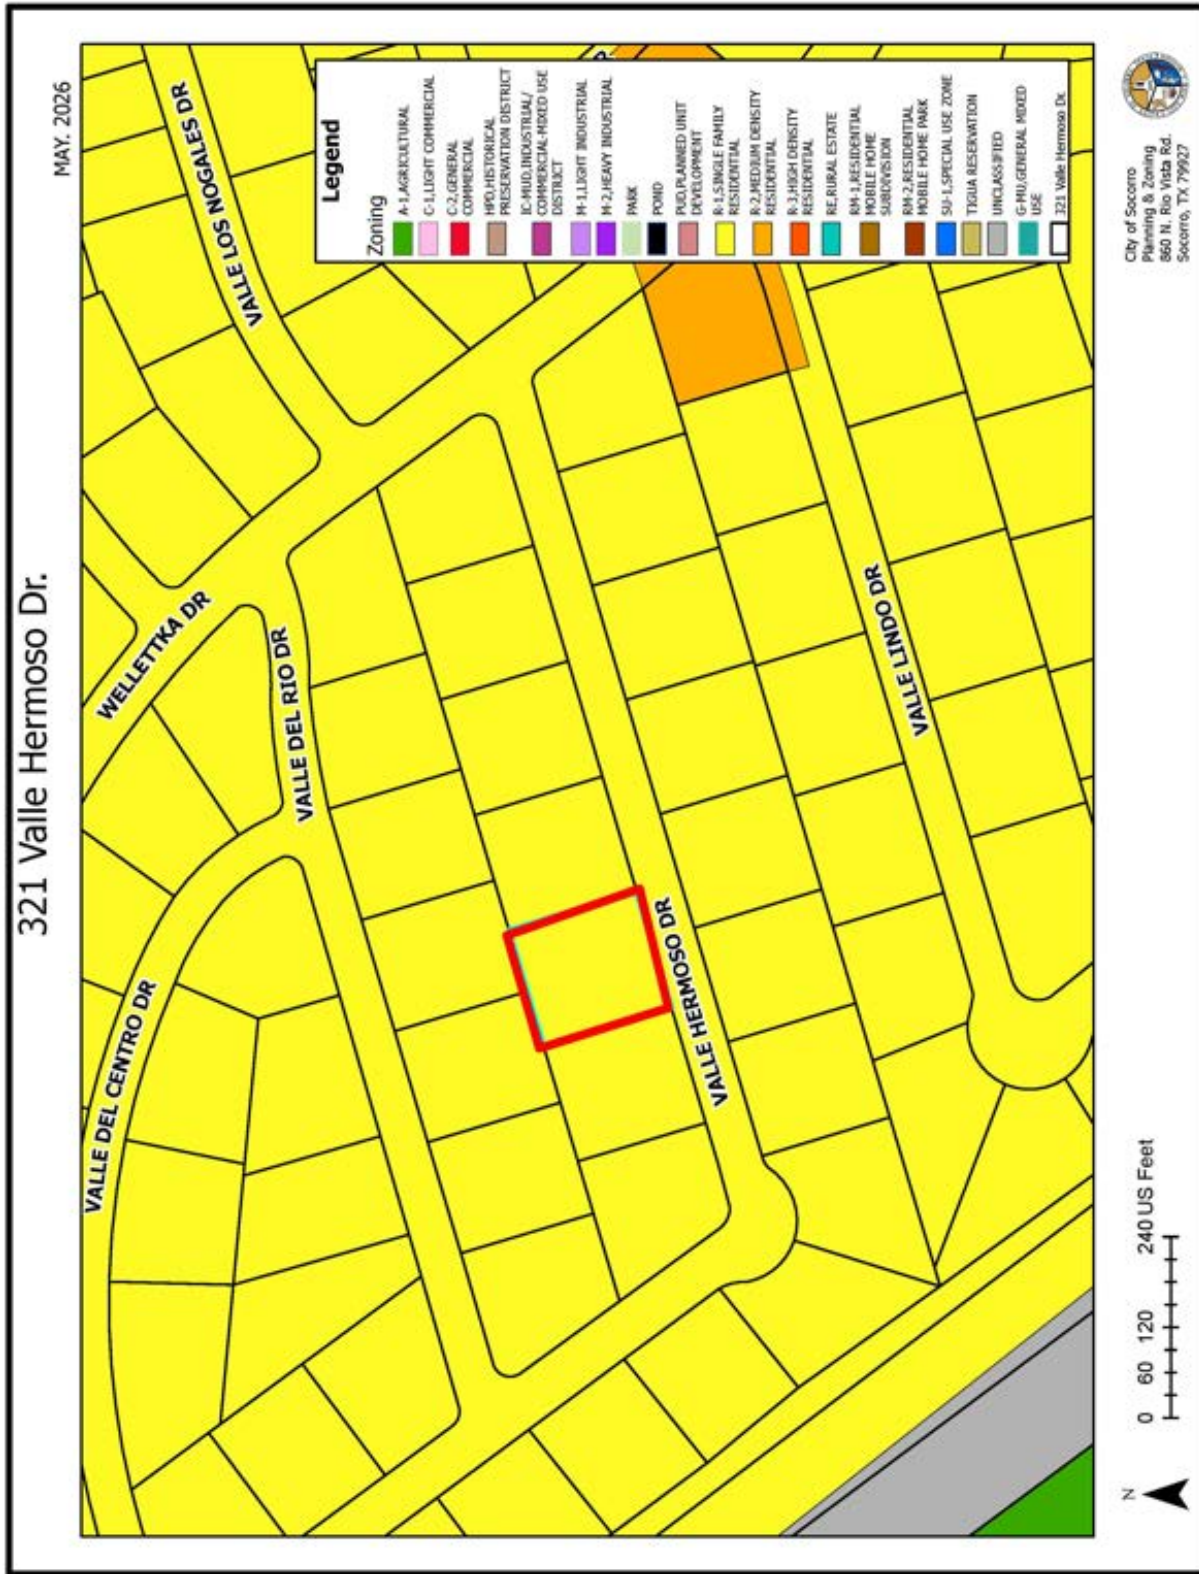 321 Valle Hermoso Dr.
MAY. 2026
VALLE LOS NOGALES DR
WELLETTKA DR
VALLE DEL RIO DR
VALLE DEL CENTRO DR
VALLE HERMOSO DR
VALLE LINDO DR
Legend
Zoning
A-1,AGRICULTURAL
C-1,LIGHT COMMERCIAL
C-2,GENERAL
COMMERCIAL
HPD,HISTORICAL
PRESERVATION DISTRICT
IC-MUD,INDUSTRIAL/
COMMERCIAL-MIXED USE
DISTRICT
M-1,LIGHT INDUSTRIAL
M-2,HEAVY INDUSTRIAL
PARK
POND
PUD,PLANNED UNIT
DEVELOPMENT
R-1,SINGLE FAMILY
RESIDENTIAL
R-2,MEDIUM DENSITY
RESIDENTIAL
R-3,HIGH DENSITY
RESIDENTIAL
RE,RURAL ESTATE
RM-1,RESIDENTIAL
MOBILE HOME
SUBDIVISION
RM-2,RESIDENTIAL
MOBILE HOME PARK
SU-1,SPECIAL USE ZONE
TIGUA RESERVATION
UNCLASSIFIED
G-MU,GENERAL MIXED
USE
321 Valle Hermoso Dr.
N
0 60 120 240 US Feet
City of Socorro
Planning & Zoning
860 N. Rio Vista Rd.
Socorro, TX 79927